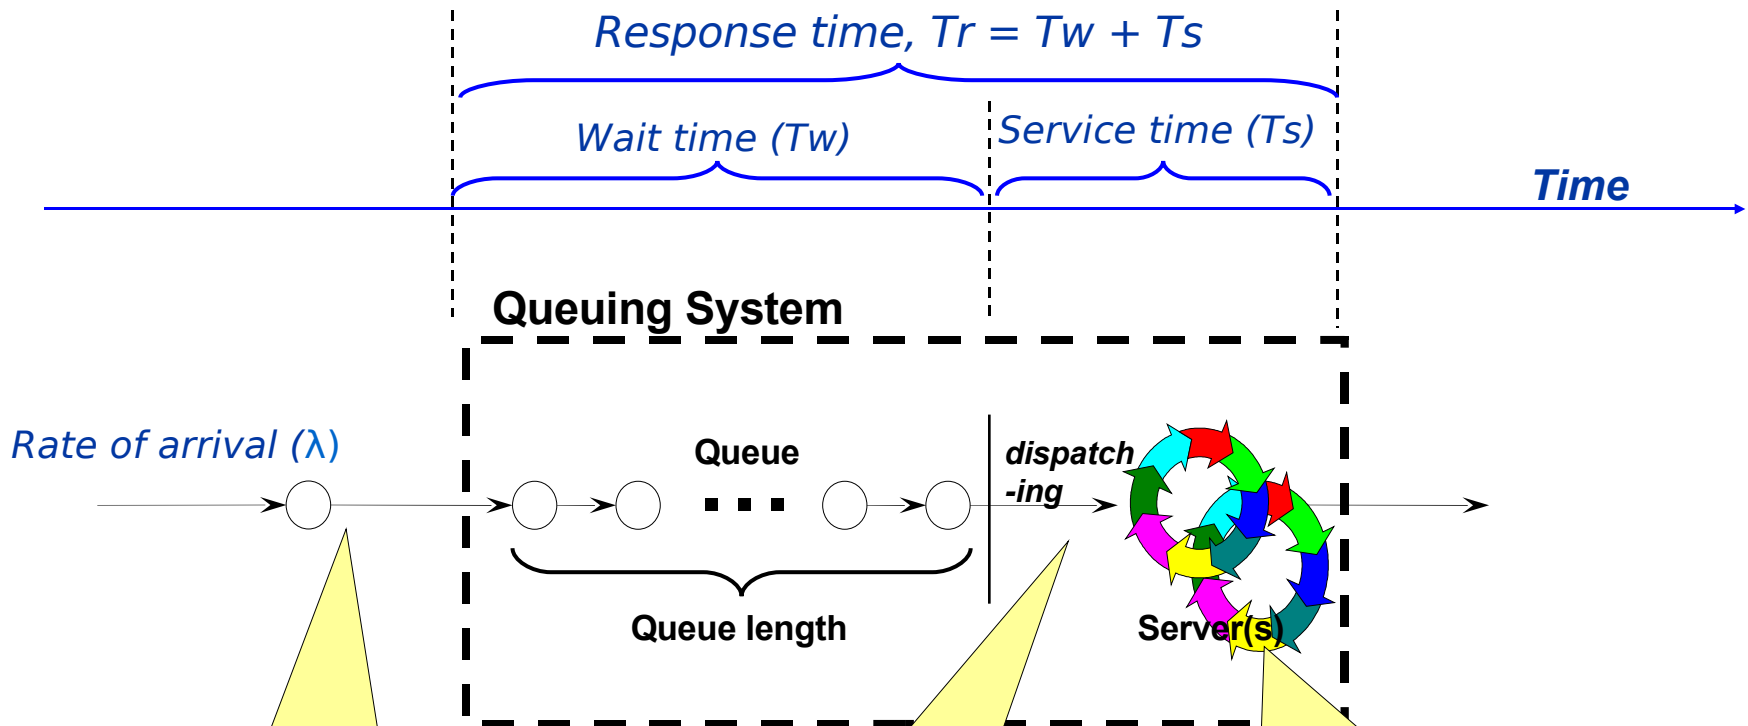 Response time, Tr = Tw + Ts
Wait time (Tw)
Service time (Ts)
Time
Queuing System
Rate of arrival (λ)
Queue
dispatch
-ing
Queue length
Server(s)